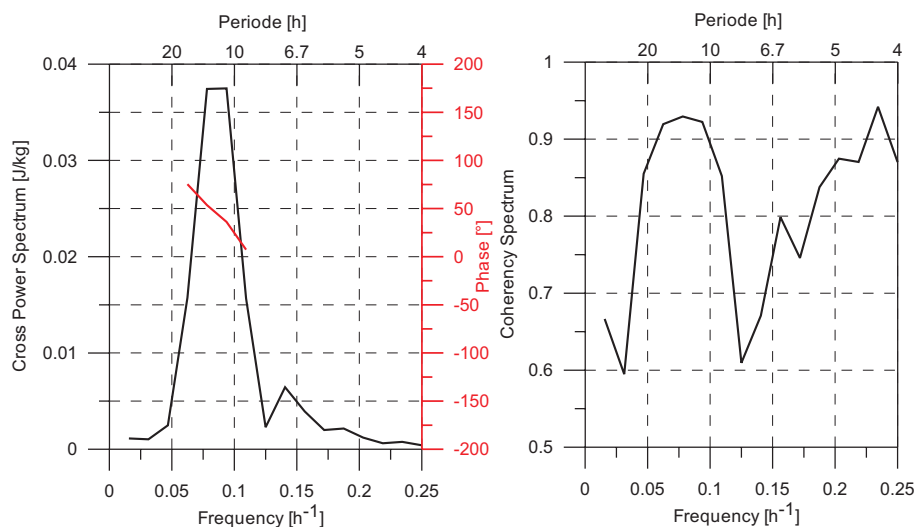 Periode [h]
20 10 6.7 5 4
0.04
0.03
0.02
0.01
0
Cross Power Spectrum [J/kg]
200
150
100
50
0
-50
-100
-150
-200
Phase [°]
0 0.05 0.1 0.15 0.2 0.25
Frequency [h-1]
Period [h]
20 10 6.7 5 4
1
0.9
0.8
0.7
0.6
0.5
Coherency Spectrum
0 0.05 0.1 0.15 0.2 0.25
Frequency [h-1]